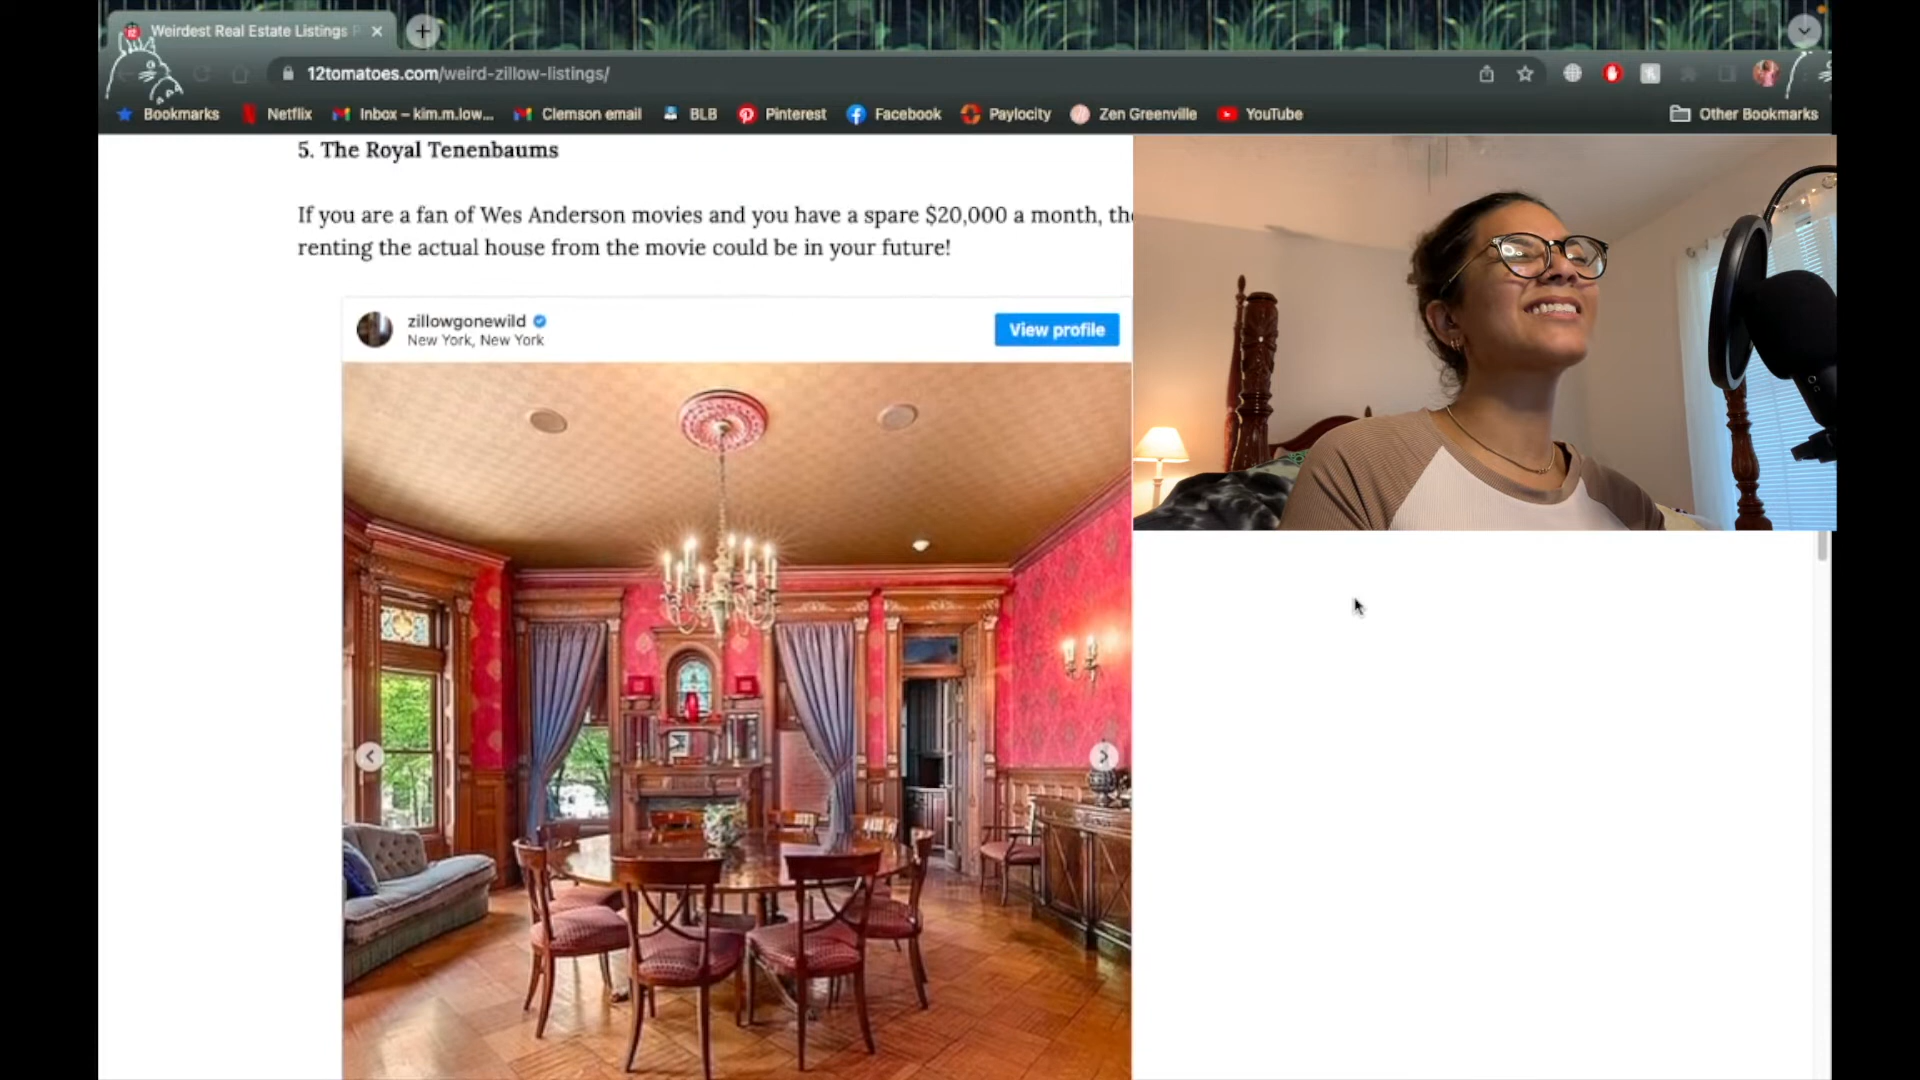 Weirdest Real Estate Listings
12tomatoes.com/weird-zillow-listings/
Bookmarks
Netflix
Inbox – kim.m.low...
Clemson email
BLB
Pinterest
Facebook
Paylocity
Zen Greenville
YouTube
Other Bookmarks
5. The Royal Tenenbaums
If you are a fan of Wes Anderson movies and you have a spare $20,000 a month, the
renting the actual house from the movie could be in your future!
zillowgonewild
New York, New York
View profile